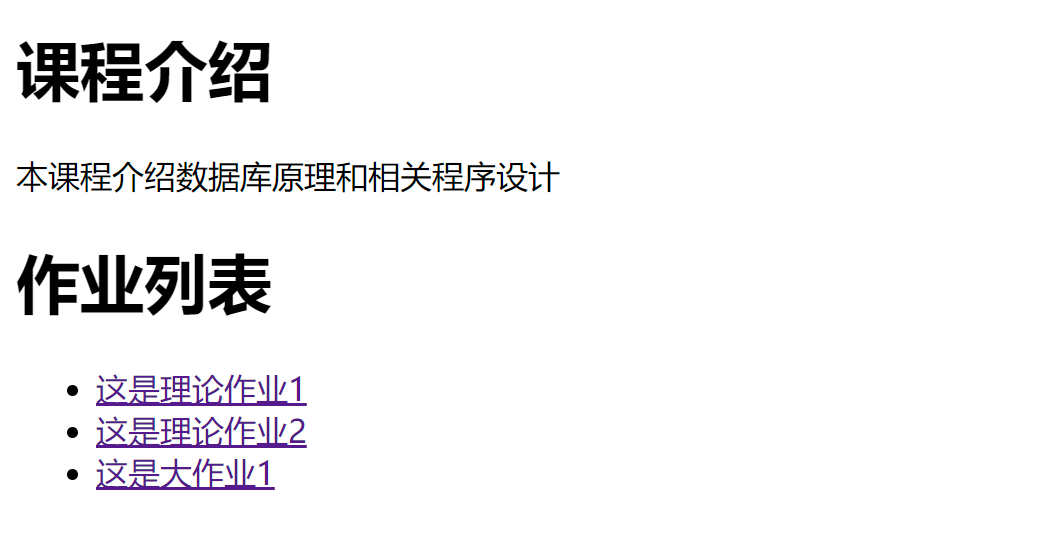 课程介绍
本课程介绍数据库原理和相关程序设计
作业列表
这是理论作业1
这是理论作业2
这是大作业1